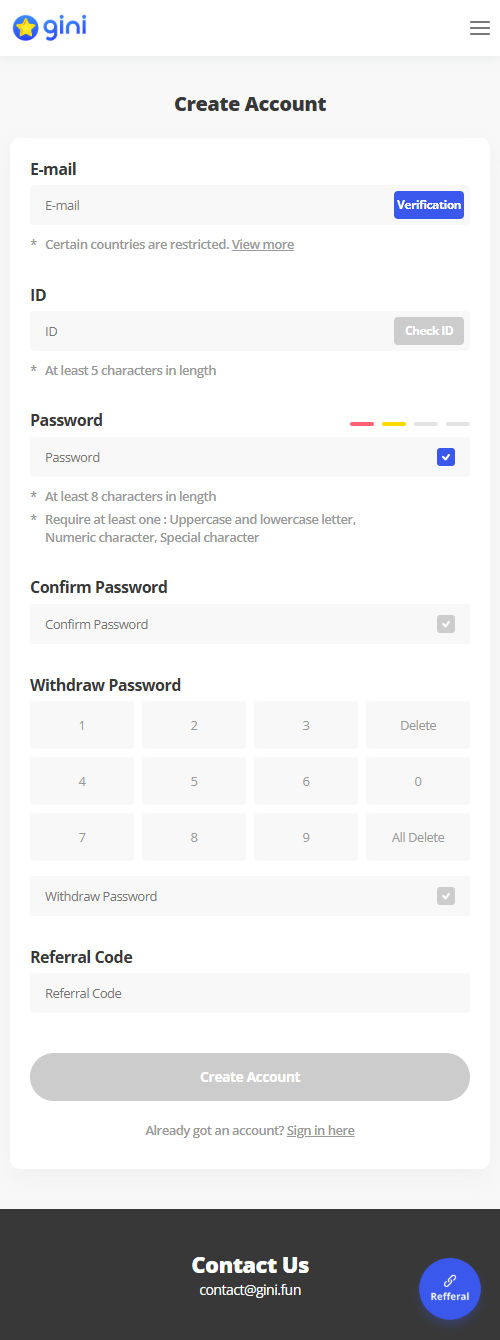 gini
Create Account
E-mail
E-mail
Verification
* Certain countries are restricted. View more
ID
ID
Check ID
* At least 5 characters in length
Password
Password
* At least 8 characters in length
* Require at least one : Uppercase and lowercase letter,
Numeric character, Special character
Confirm Password
Confirm Password
Withdraw Password
1 2 3 Delete
4 5 6 0
7 8 9 All Delete
Withdraw Password
Referral Code
Referral Code
Create Account
Already got an account? Sign in here
Contact Us
contact@gini.fun
Refferal